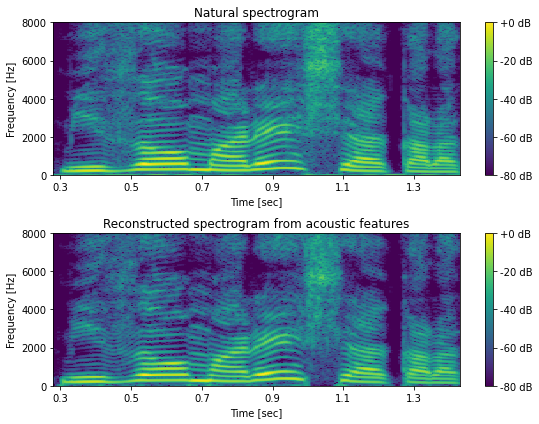 Natural spectrogram
8000
6000
4000
2000
0
Frequency [Hz]
0.3 0.5 0.7 0.9 1.1 1.3
Time [sec]
+0 dB
-20 dB
-40 dB
-60 dB
-80 dB
Reconstructed spectrogram from acoustic features
8000
6000
4000
2000
0
Frequency [Hz]
0.3 0.5 0.7 0.9 1.1 1.3
Time [sec]
+0 dB
-20 dB
-40 dB
-60 dB
-80 dB